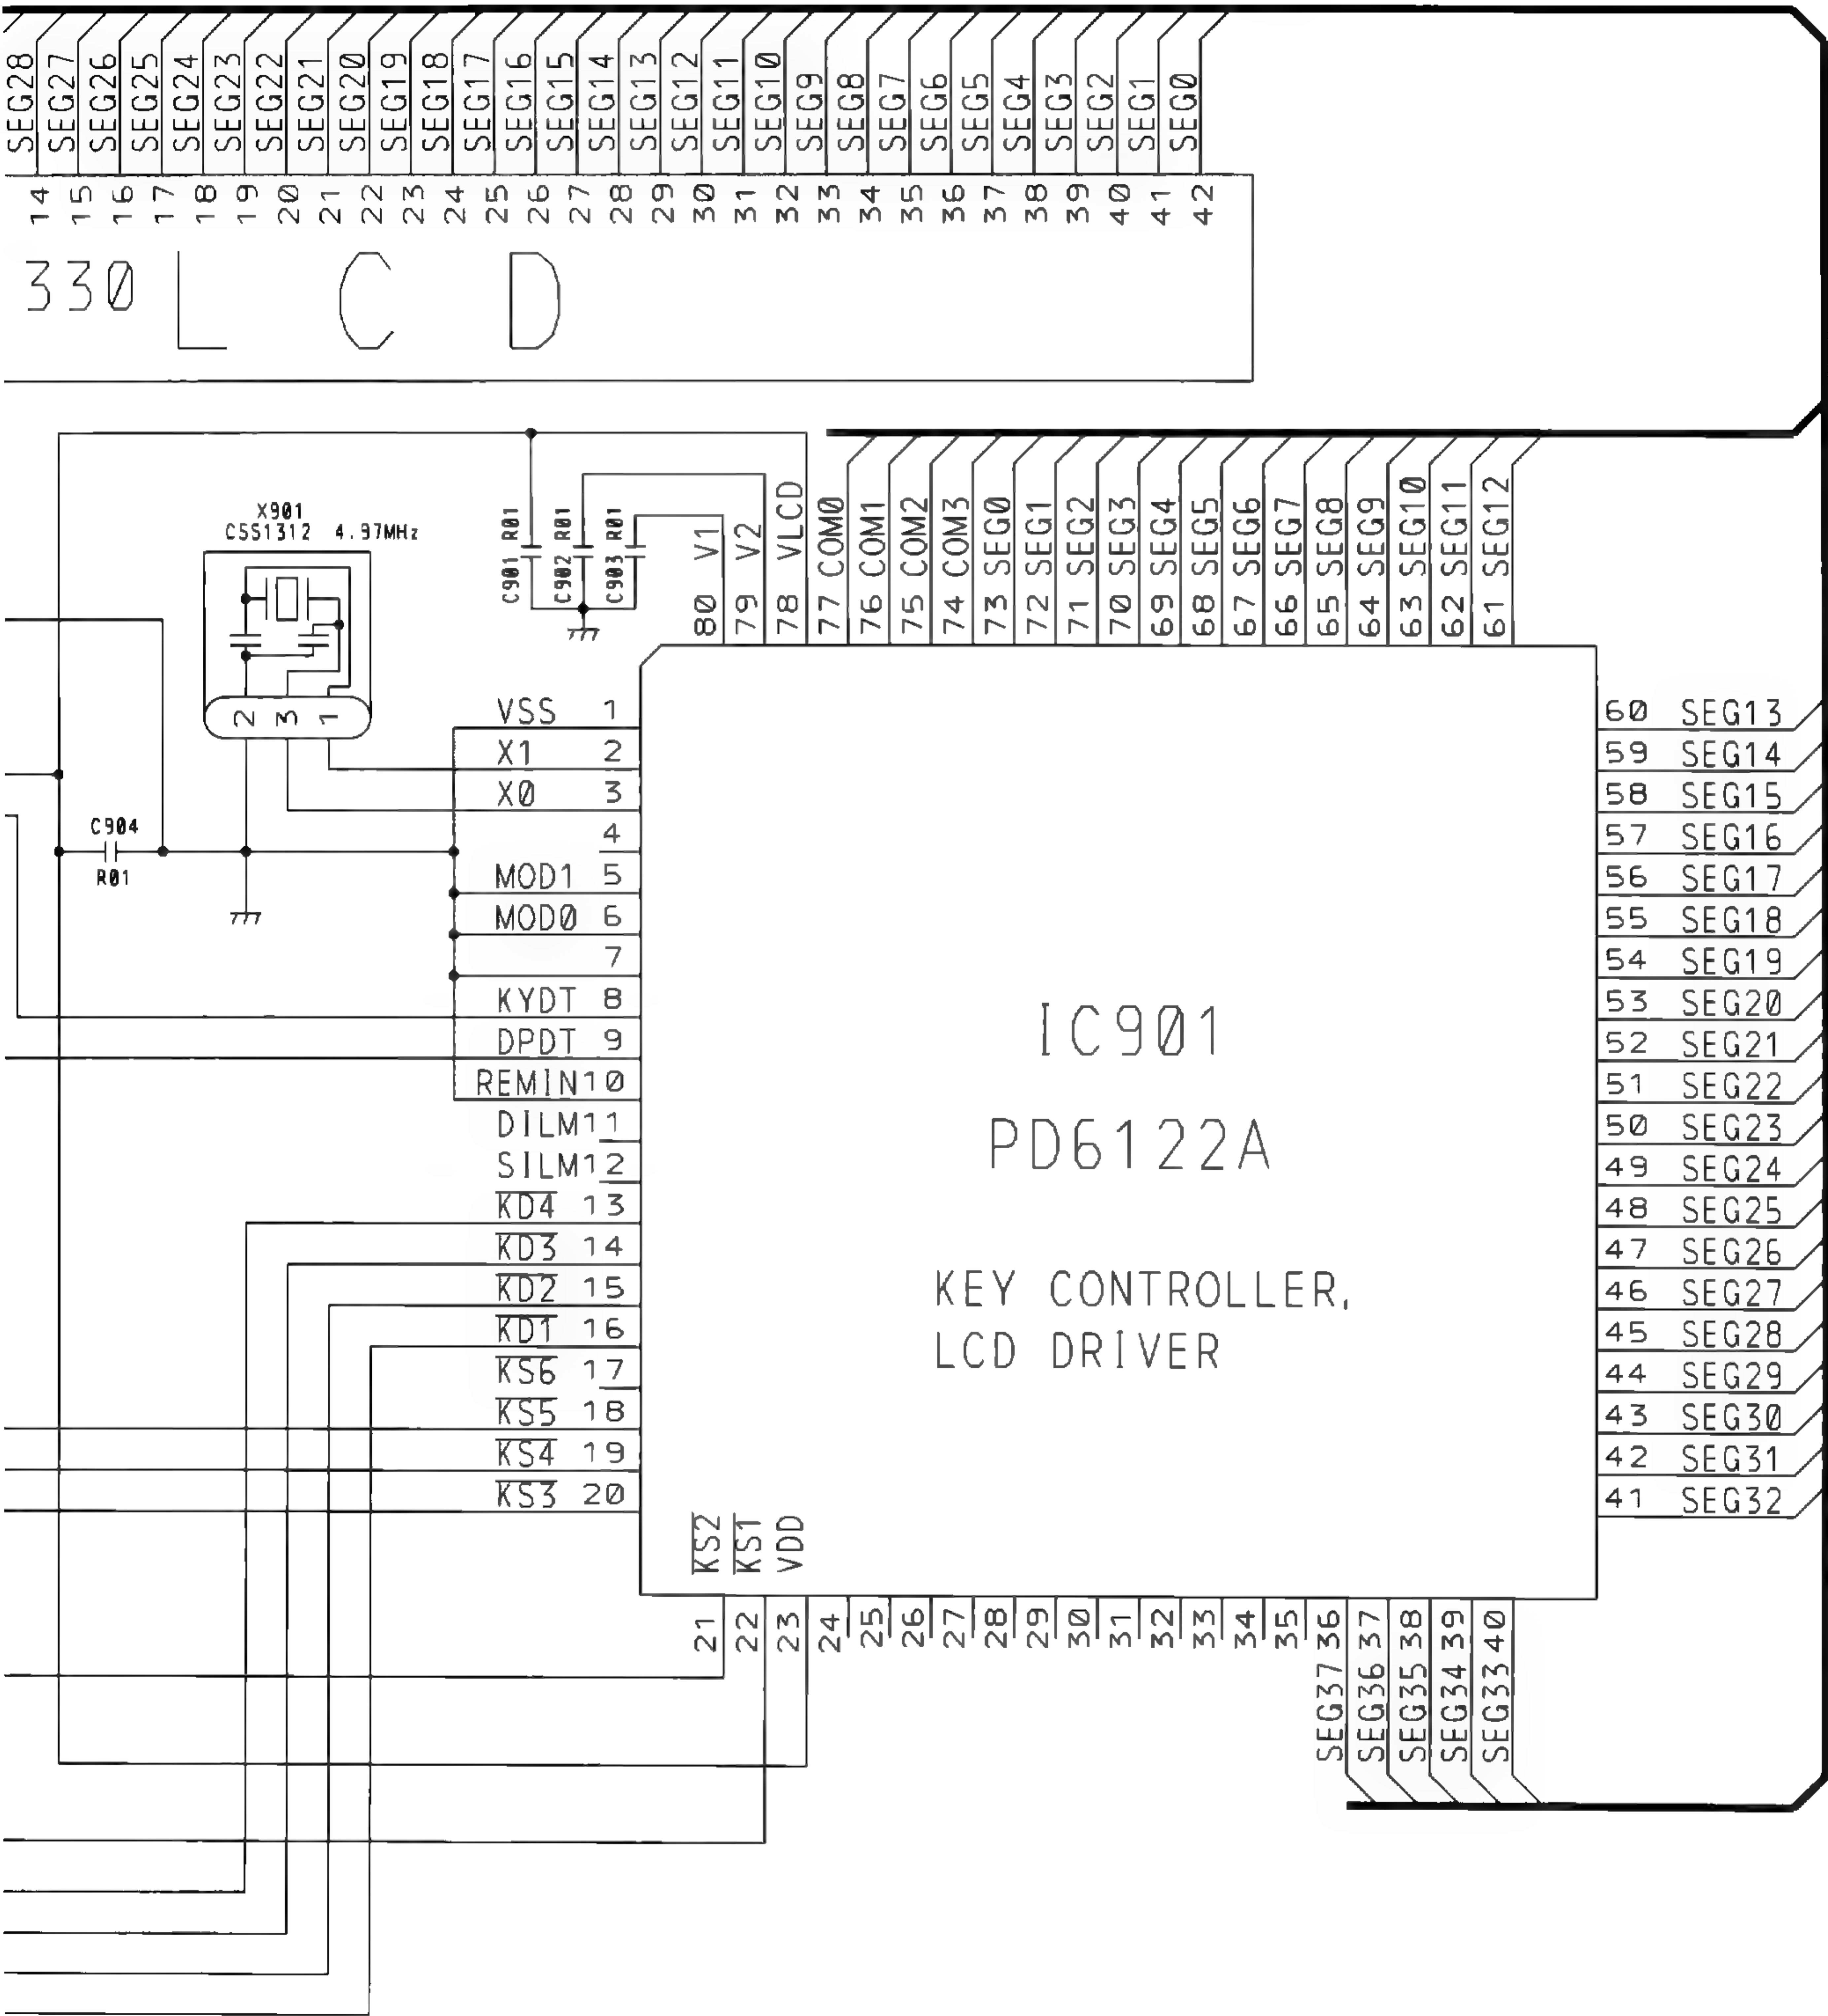 SEG28
SEG27
SEG26
SEG25
SEG24
SEG23
SEG22
SEG21
SEG20
SEG19
SEG18
SEG17
SEG16
SEG15
SEG14
SEG13
SEG12
SEG11
SEG10
SEG9
SEG8
SEG7
SEG6
SEG5
SEG4
SEG3
SEG2
SEG1
SEG0
14
15
16
17
18
19
20
21
22
23
24
25
26
27
28
29
30
31
32
33
34
35
36
37
38
39
40
41
42
330 L C D
X901
CSS1312 4.97MHz
2 3 1
C901 R01
C902 R01
C903 R01
80 V1
79 V2
78 VLCD
77 COM0
76 COM1
75 COM2
74 COM3
73 SEG0
72 SEG1
71 SEG2
70 SEG3
69 SEG4
68 SEG5
67 SEG6
66 SEG7
65 SEG8
64 SEG9
63 SEG10
62 SEG11
61 SEG12
C904
R01
VSS 1
X1 2
X0 3
4
MOD1 5
MOD0 6
7
KYDT 8
DPDT 9
REMIN10
DILM11
SILM12
KD4 13
KD3 14
KD2 15
KD1 16
KS6 17
KS5 18
KS4 19
KS3 20
IC901
PD6122A
KEY CONTROLLER,
LCD DRIVER
60 SEG13
59 SEG14
58 SEG15
57 SEG16
56 SEG17
55 SEG18
54 SEG19
53 SEG20
52 SEG21
51 SEG22
50 SEG23
49 SEG24
48 SEG25
47 SEG26
46 SEG27
45 SEG28
44 SEG29
43 SEG30
42 SEG31
41 SEG32
KS2
KS1
VDD
21
22
23
24
25
26
27
28
29
30
31
32
33
34
35
SEG37 36
SEG36 37
SEG35 38
SEG34 39
SEG33 40